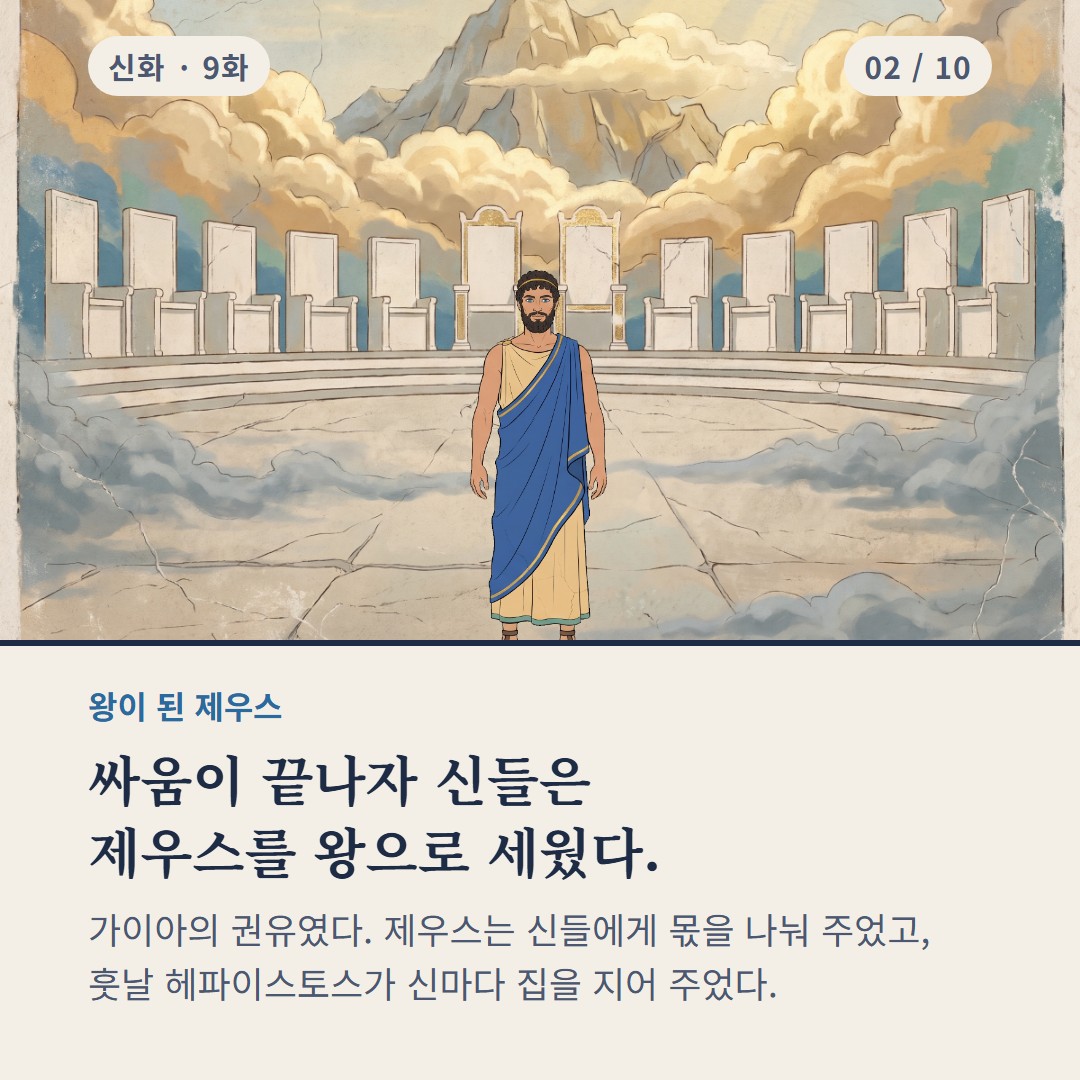 신화 · 9화
02 / 10
왕이 된 제우스
싸움이 끝나자 신들은
제우스를 왕으로 세웠다.
가이아의 권유였다. 제우스는 신들에게 몫을 나눠 주었고,
훗날 헤파이스토스가 신마다 집을 지어 주었다.